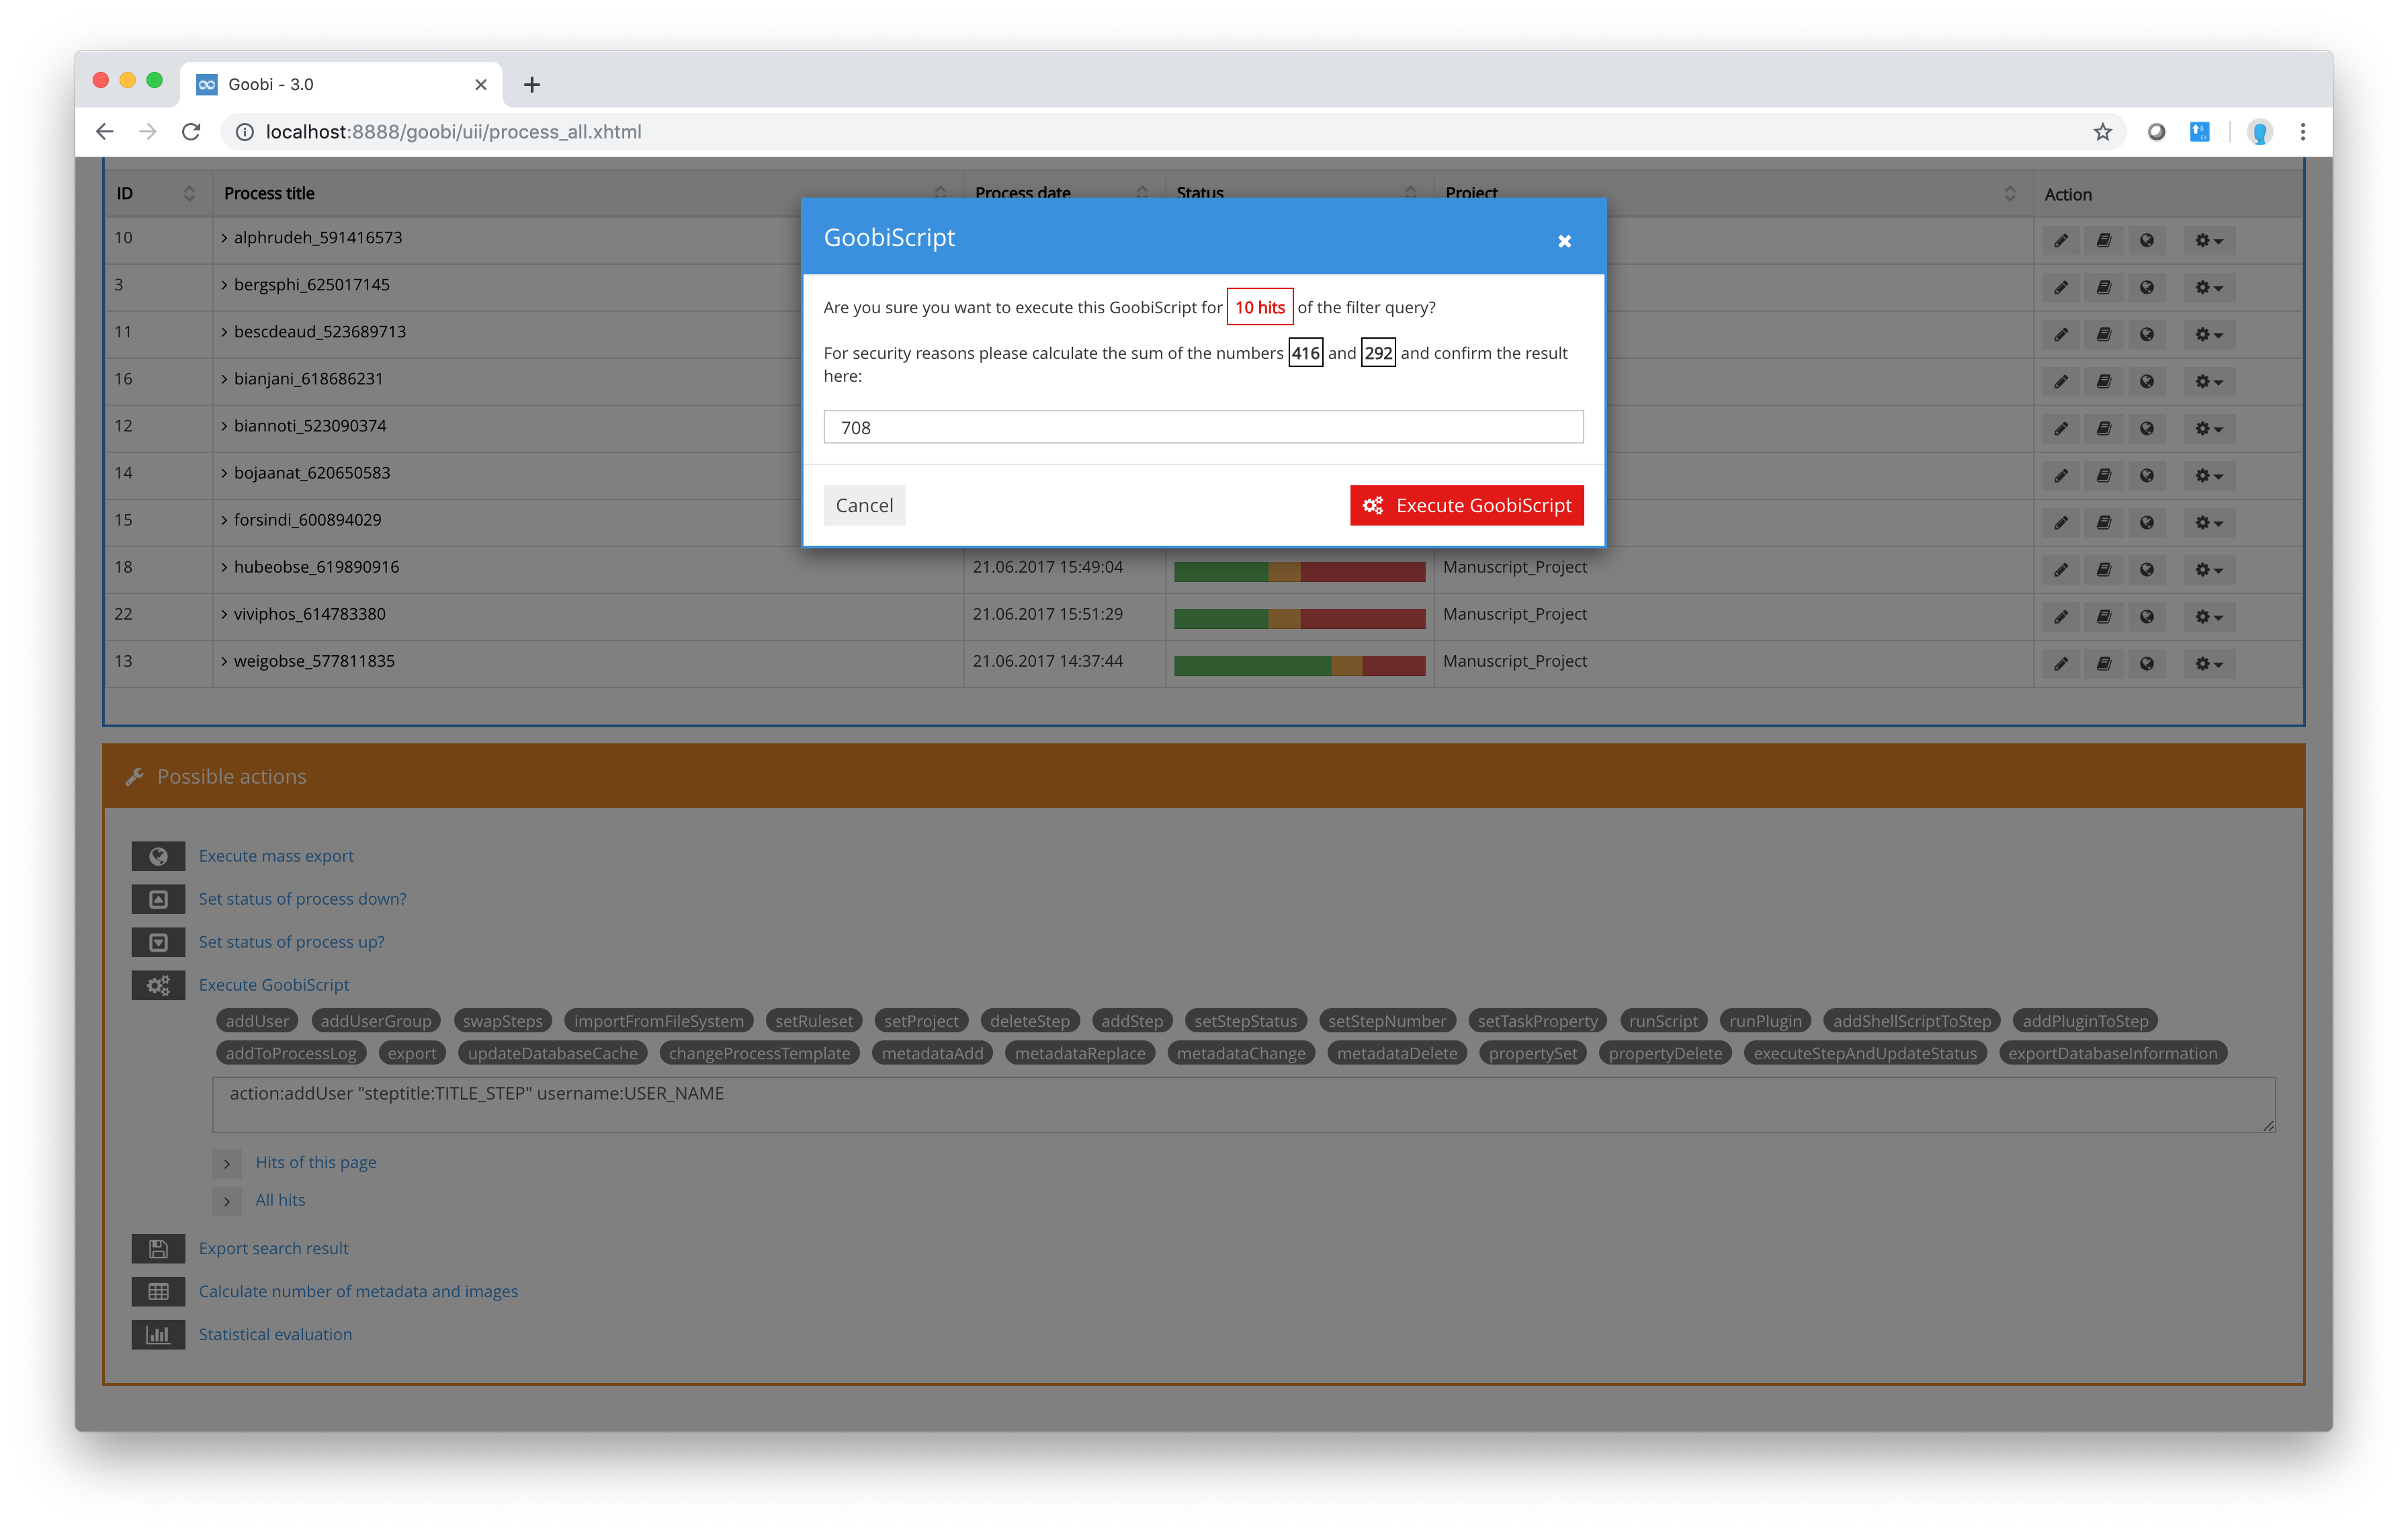 Goobi - 3.0
localhost:8888/goobi/uii/process_all.xhtml
ID Process title Process date Status Project Action
10 alphrudeh_591416573
3 bergsphi_625017145
11 bescdeaud_523689713
16 bianjani_618686231
12 biannoti_523090374
14 bojaanat_620650583
15 forsindi_600894029
18 hubeobse_619890916 21.06.2017 15:49:04 Manuscript_Project
22 viviphos_614783380 21.06.2017 15:51:29 Manuscript_Project
13 weigobse_577811835 21.06.2017 14:37:44 Manuscript_Project
GoobiScript
Are you sure you want to execute this GoobiScript for 10 hits of the filter query?
For security reasons please calculate the sum of the numbers 416 and 292 and confirm the result
here:
708
Cancel Execute GoobiScript
Possible actions
Execute mass export
Set status of process down?
Set status of process up?
Execute GoobiScript
addUser addUserGroup swapSteps importFromFileSystem setRuleset setProject deleteStep addStep setStepStatus setStepNumber setTaskProperty runScript runPlugin addShellScriptToStep addPluginToStep
addToProcessLog export updateDatabaseCache changeProcessTemplate metadataAdd metadataReplace metadataChange metadataDelete propertySet propertyDelete executeStepAndUpdateStatus exportDatabaseInformation
action:addUser "steptitle:TITLE_STEP" username:USER_NAME
Hits of this page
All hits
Export search result
Calculate number of metadata and images
Statistical evaluation